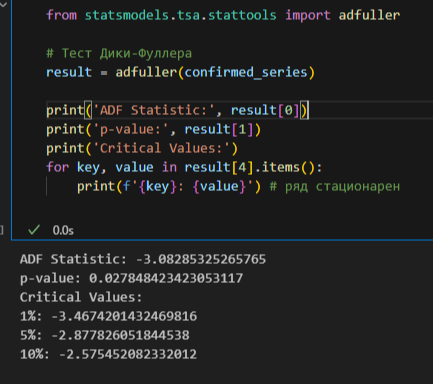 from statsmodels.tsa.stattools import adfuller
# Тест Дики-Фуллера
result = adfuller(confirmed_series)
print('ADF Statistic:', result[0])
print('p-value:', result[1])
print('Critical Values:')
for key, value in result[4].items():
    print(f'{key}: {value}') # ряд стационарен
0.0s
ADF Statistic: -3.08285325265765
p-value: 0.027848423423053117
Critical Values:
1%: -3.4674201432469816
5%: -2.877826051844538
10%: -2.575452082332012